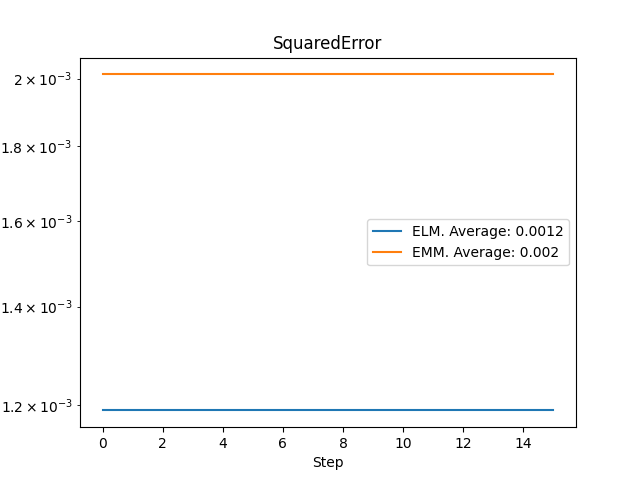 SquaredError
2 × 10⁻³
1.8 × 10⁻³
1.6 × 10⁻³
1.4 × 10⁻³
1.2 × 10⁻³
ELM. Average: 0.0012
EMM. Average: 0.002
0 2 4 6 8 10 12 14
Step